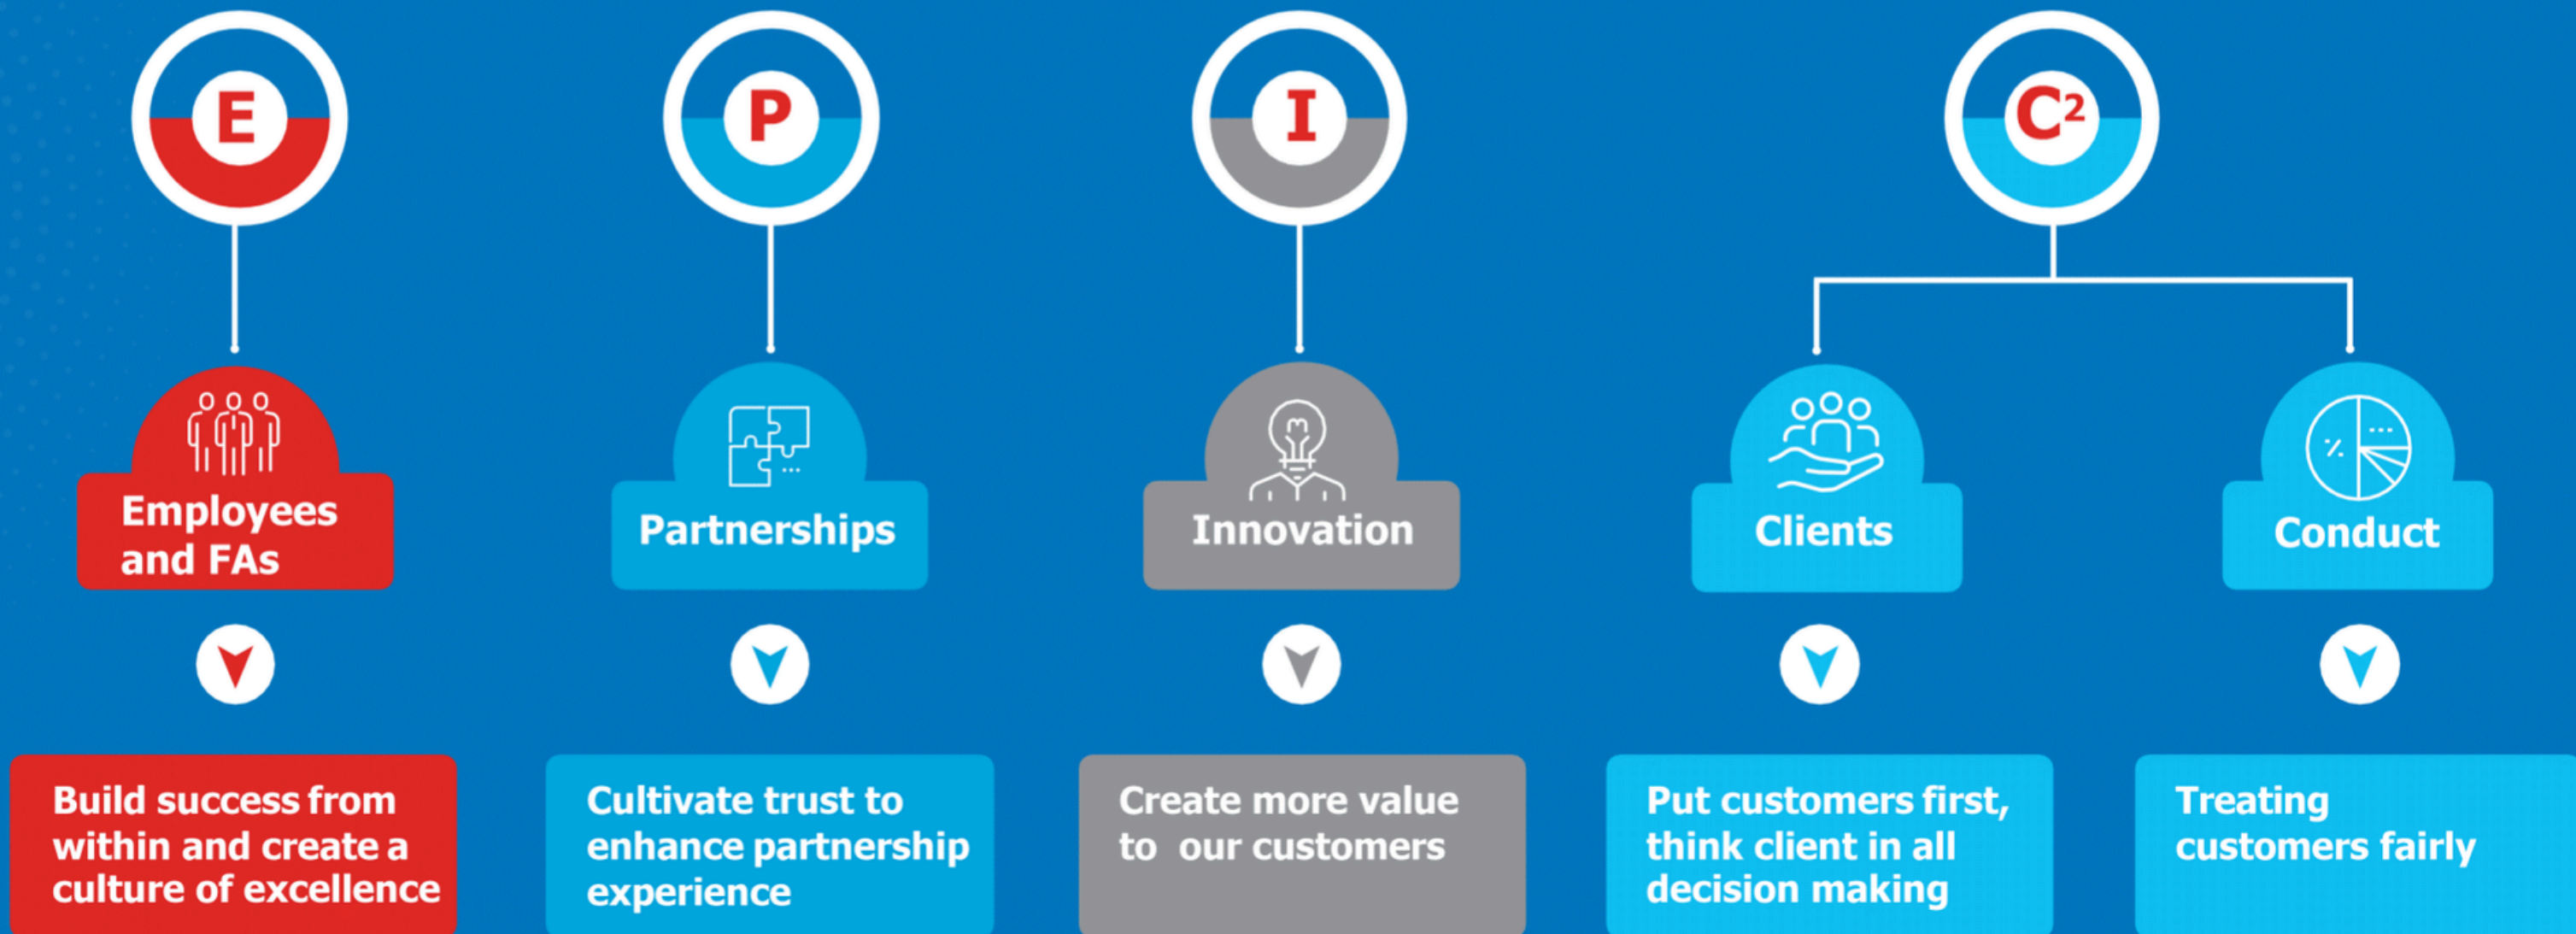 E
P
I
C²
Employees
and FAs
Partnerships
Innovation
Clients
Conduct
Build success from
within and create a
culture of excellence
Cultivate trust to
enhance partnership
experience
Create more value
to our customers
Put customers first,
think client in all
decision making
Treating
customers fairly